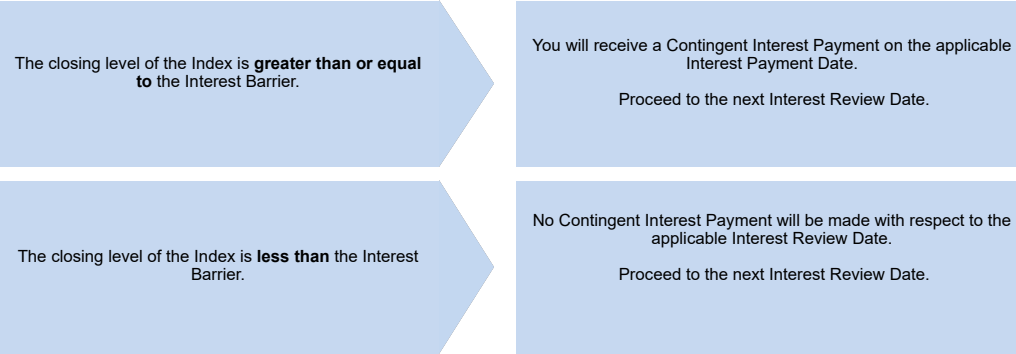 The closing level of the Index is greater than or equal
to the Interest Barrier.
You will receive a Contingent Interest Payment on the applicable
Interest Payment Date.
Proceed to the next Interest Review Date.
The closing level of the Index is less than the Interest
Barrier.
No Contingent Interest Payment will be made with respect to the
applicable Interest Review Date.
Proceed to the next Interest Review Date.